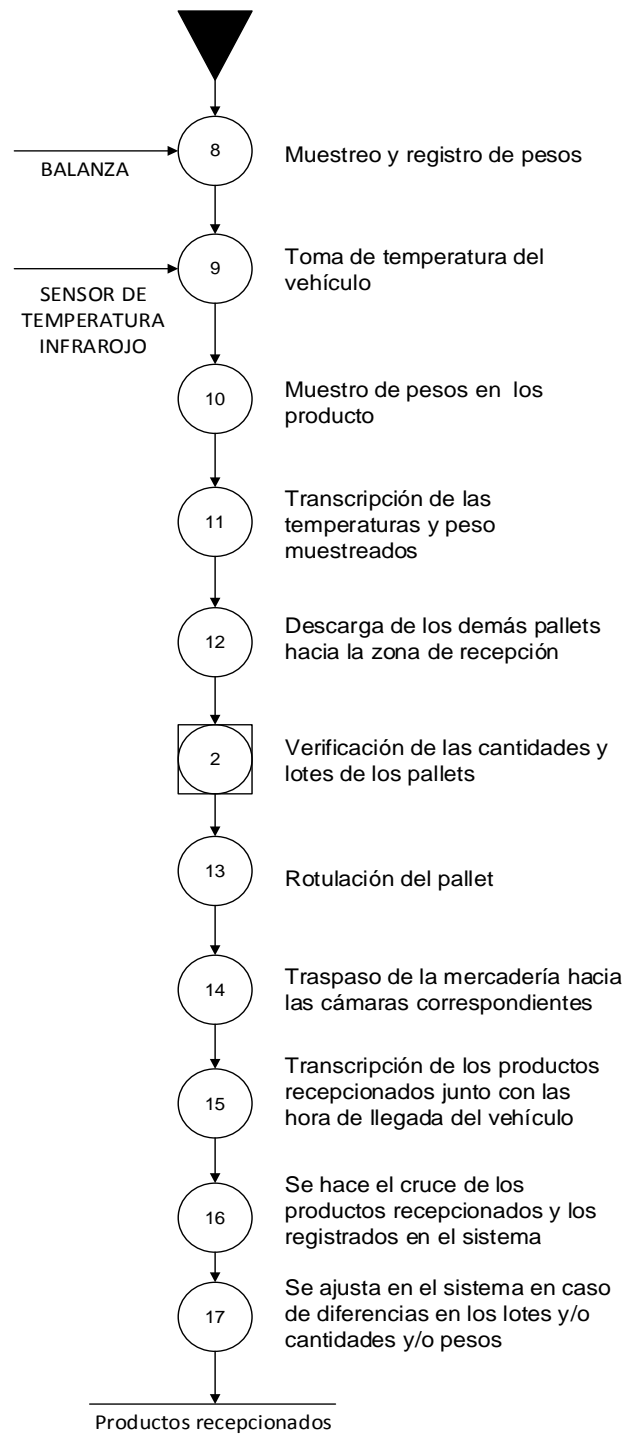 8
Muestreo y registro de pesos
BALANZA
9
Toma de temperatura del
vehículo
SENSOR DE
TEMPERATURA
INFRAROJO
10
Muestro de pesos en los
producto
11
Transcripción de las
temperaturas y peso
muestreados
12
Descarga de los demás pallets
hacia la zona de recepción
2
Verificación de las cantidades y
lotes de los pallets
13
Rotulación del pallet
14
Traspaso de la mercadería hacia
las cámaras correspondientes
15
Transcripción de los productos
recepcionados junto con las
hora de llegada del vehículo
16
Se hace el cruce de los
productos recepcionados y los
registrados en el sistema
17
Se ajusta en el sistema en caso
de diferencias en los lotes y/o
cantidades y/o pesos
Productos recepcionados